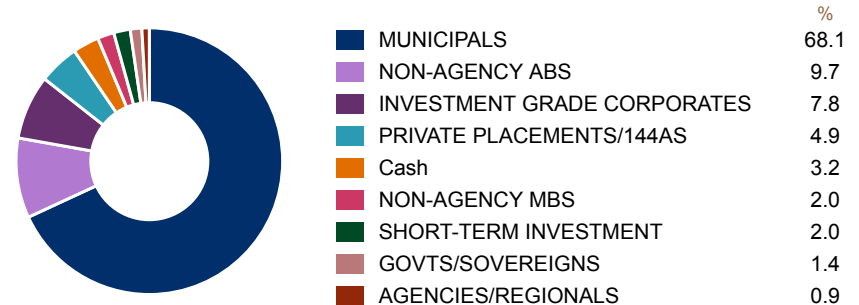 %
MUNICIPALS 68.1
NON-AGENCY ABS 9.7
INVESTMENT GRADE CORPORATES 7.8
PRIVATE PLACEMENTS/144AS 4.9
Cash 3.2
NON-AGENCY MBS 2.0
SHORT-TERM INVESTMENT 2.0
GOVTS/SOVEREIGNS 1.4
AGENCIES/REGIONALS 0.9